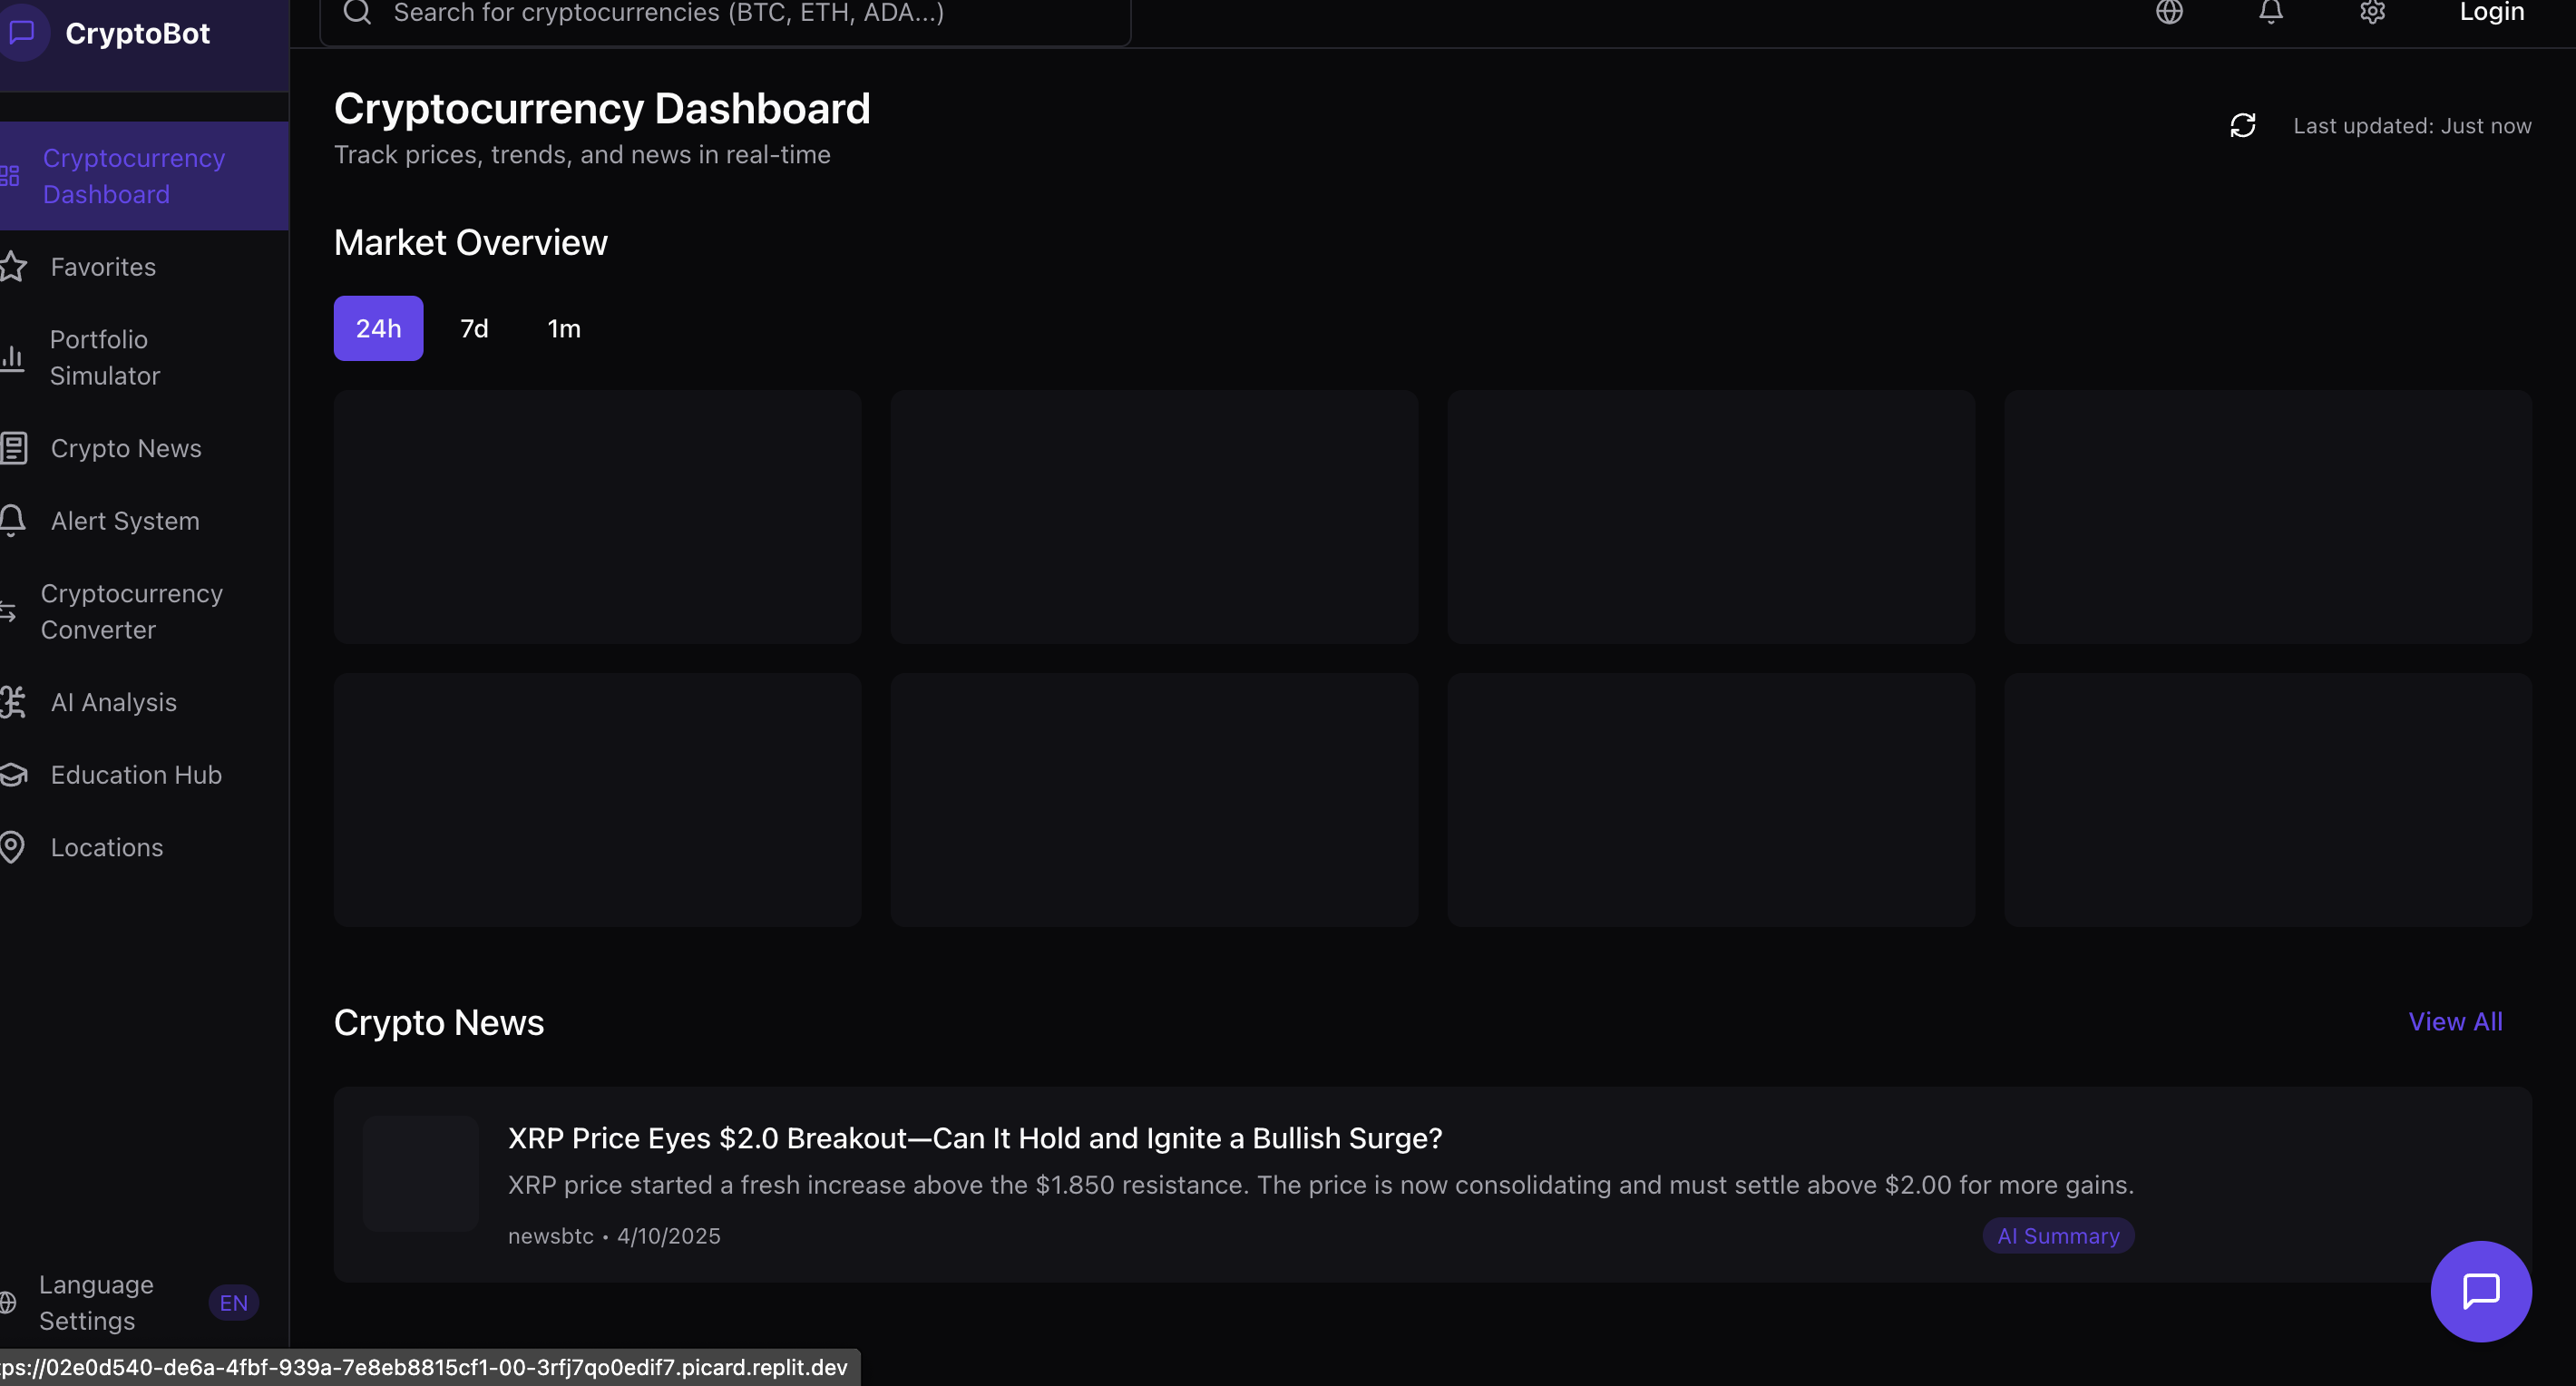 CryptoBot
Search for cryptocurrencies (BTC, ETH, ADA...)
Login
Cryptocurrency
Dashboard
Favorites
Portfolio
Simulator
Crypto News
Alert System
Cryptocurrency
Converter
AI Analysis
Education Hub
Locations
Language
Settings
EN
Cryptocurrency Dashboard
Track prices, trends, and news in real-time
Last updated: Just now
Market Overview
24h 7d 1m
Crypto News
View All
XRP Price Eyes $2.0 Breakout—Can It Hold and Ignite a Bullish Surge?
XRP price started a fresh increase above the $1.850 resistance. The price is now consolidating and must settle above $2.00 for more gains.
newsbtc • 4/10/2025
AI Summary
ps://02e0d540-de6a-4fbf-939a-7e8eb8815cf1-00-3rfj7qo0edif7.picard.replit.dev